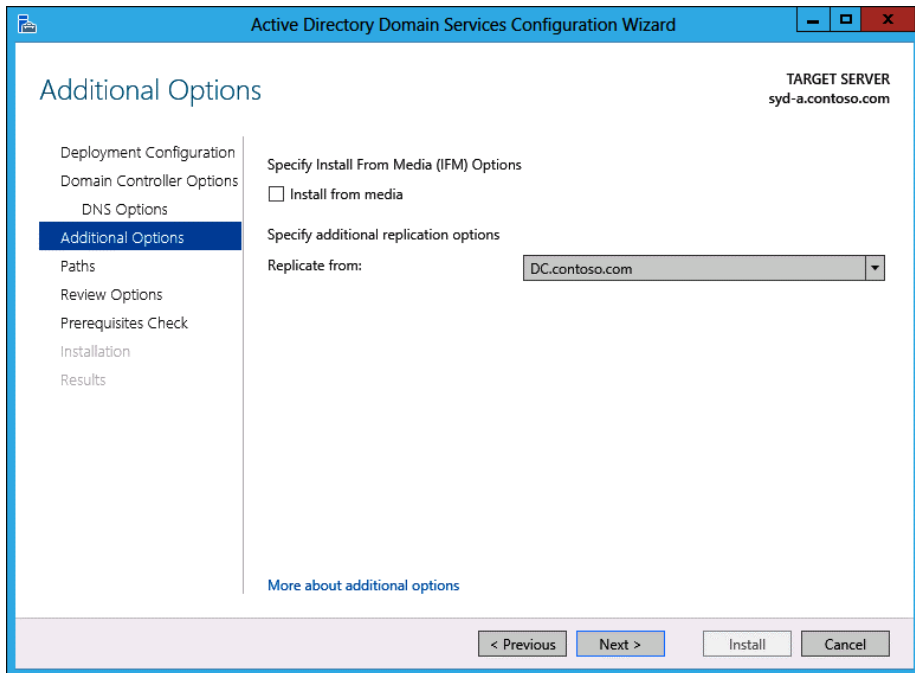 Active Directory Domain Services Configuration Wizard
Additional Options
TARGET SERVER
syd-a.contoso.com
Deployment Configuration
Domain Controller Options
DNS Options
Additional Options
Paths
Review Options
Prerequisites Check
Installation
Results
Specify Install From Media (IFM) Options
Install from media
Specify additional replication options
Replicate from:
DC.contoso.com
More about additional options
< Previous
Next >
Install
Cancel